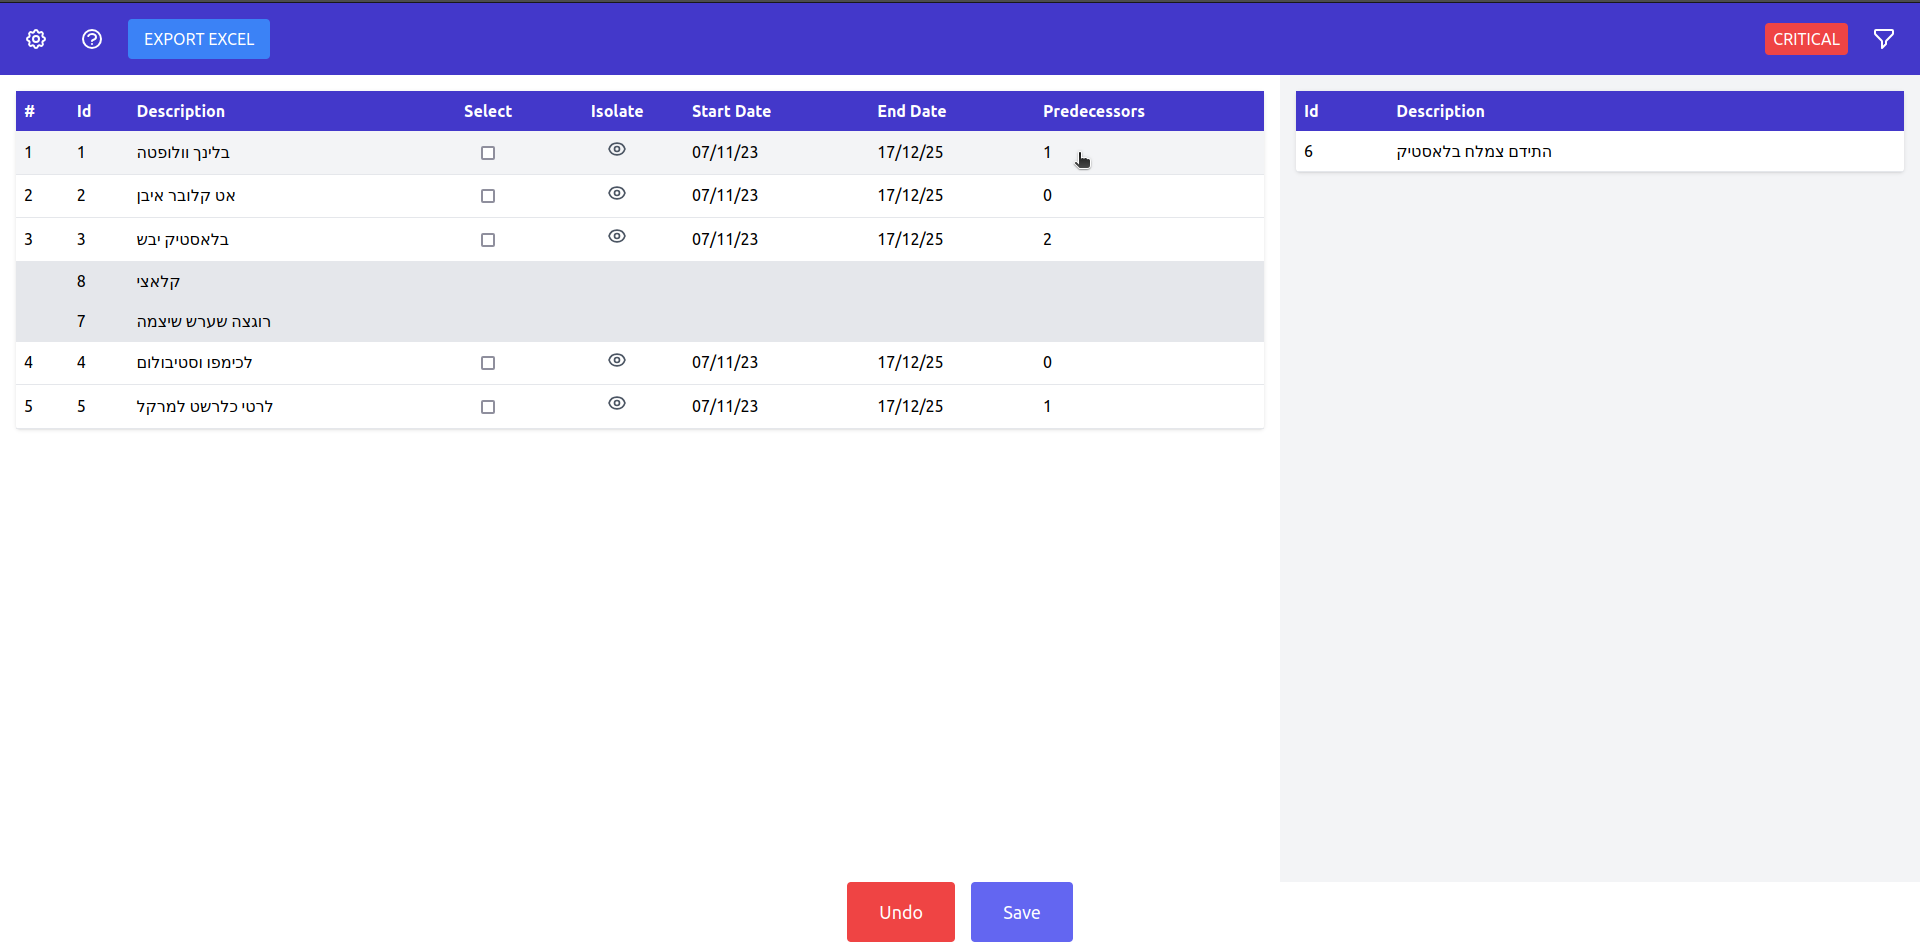 EXPORT EXCEL CRITICAL
# Id Description Select Isolate Start Date End Date Predecessors
1 1 בלינך וולופטה 07/11/23 17/12/25 1
2 2 אט קלובר איבן 07/11/23 17/12/25 0
3 3 בלאסטיק יבש 07/11/23 17/12/25 2
8 קלאצי
7 רוגצה שערש שיצמה
4 4 לכימפו וסטיבולום 07/11/23 17/12/25 0
5 5 לרטי כלרשט למרקל 07/11/23 17/12/25 1
Id Description
6 התידם צמלח בלאסטיק
Undo Save